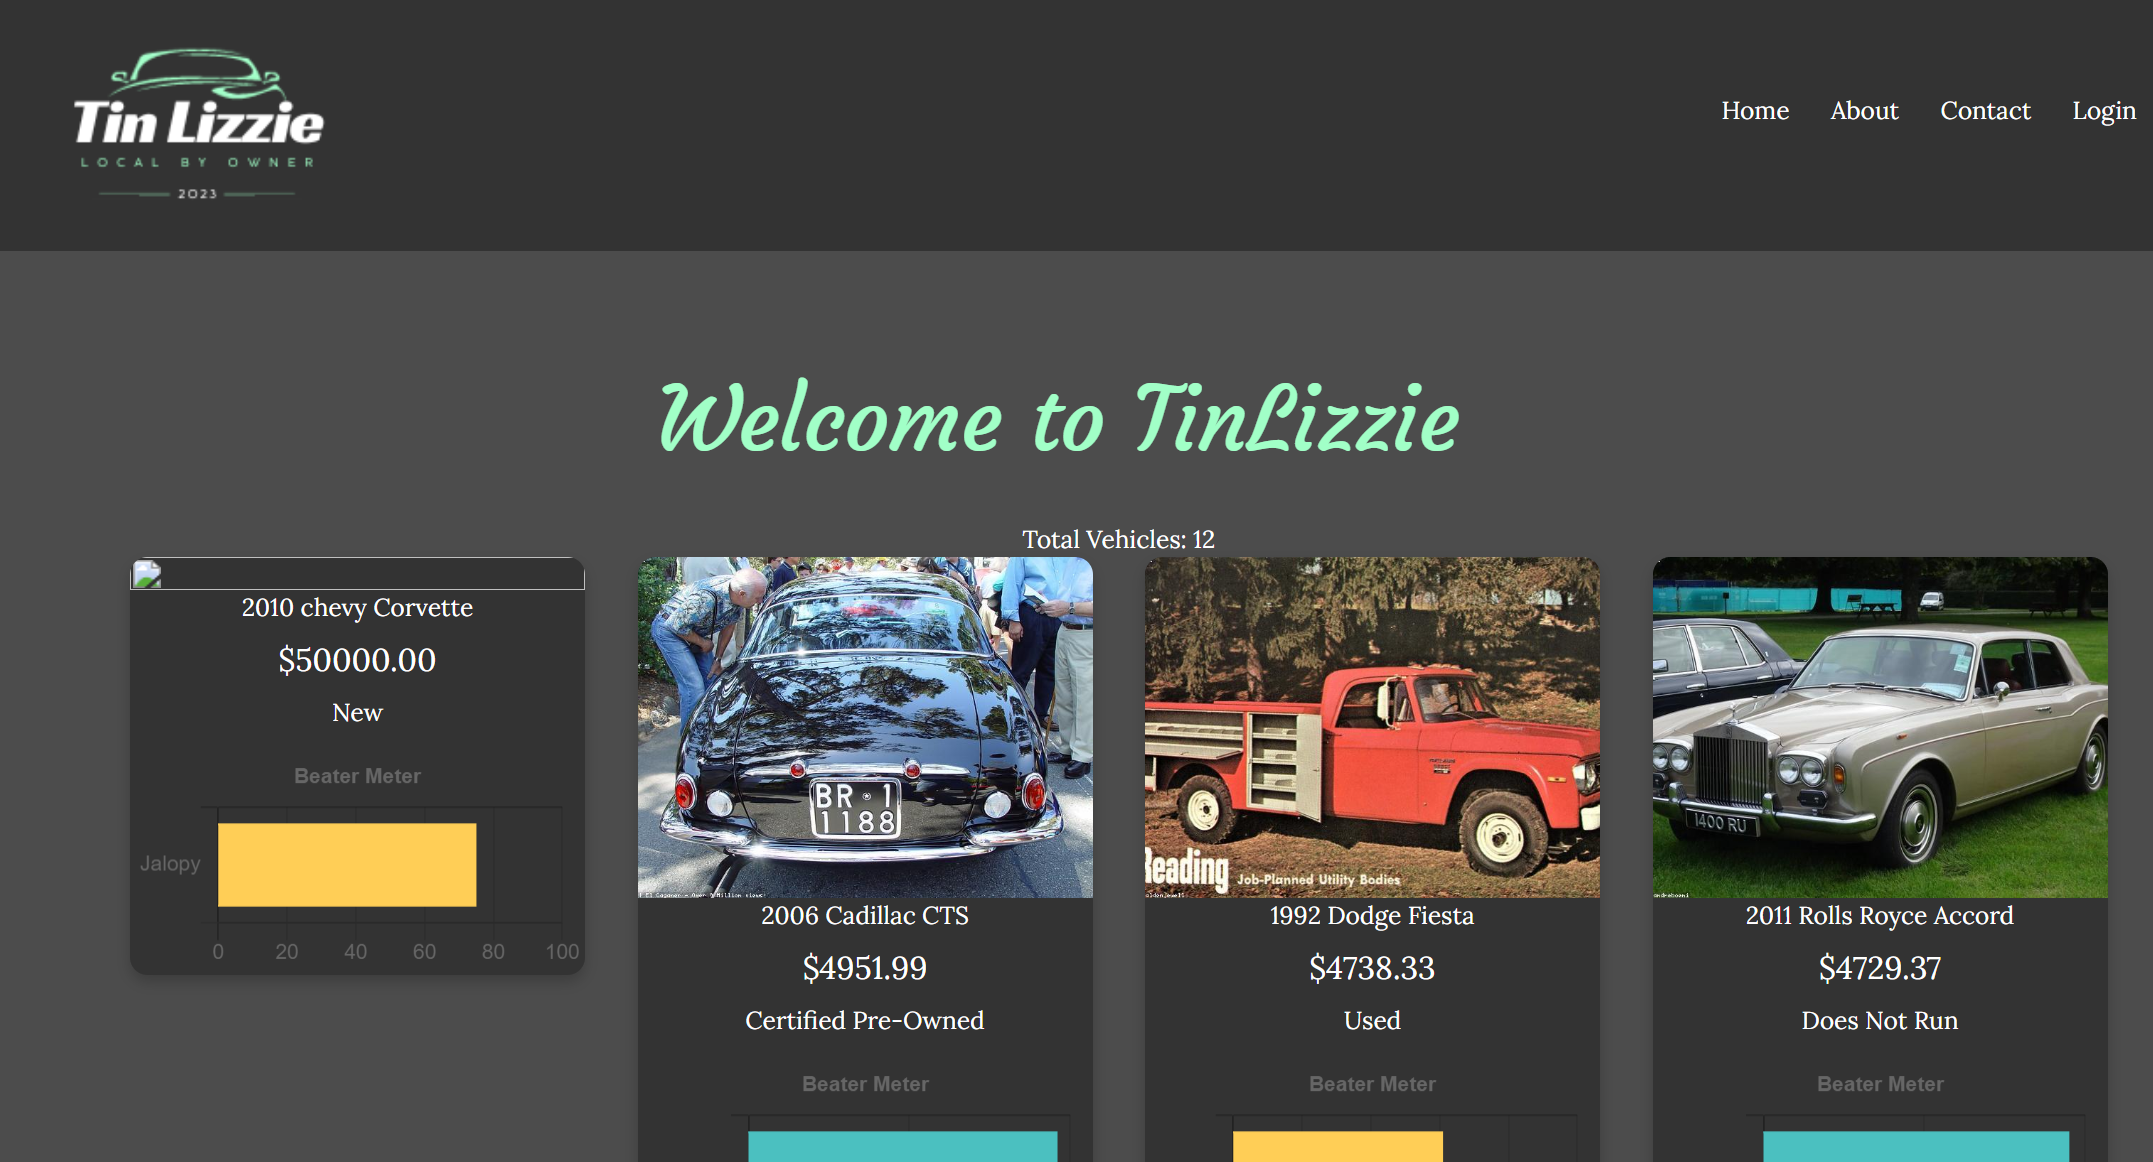 Tin Lizzie
LOCAL BY OWNER
2023
Home About Contact Login
Welcome to TinLizzie
Total Vehicles: 12
2010 chevy Corvette
$50000.00
New
Beater Meter
Jalopy
0 20 40 60 80 100
BR 1
1188
2006 Cadillac CTS
$4951.99
Certified Pre-Owned
Beater Meter
Reading Job-Planned Utility Bodies
1992 Dodge Fiesta
$4738.33
Used
Beater Meter
1400 RU
2011 Rolls Royce Accord
$4729.37
Does Not Run
Beater Meter